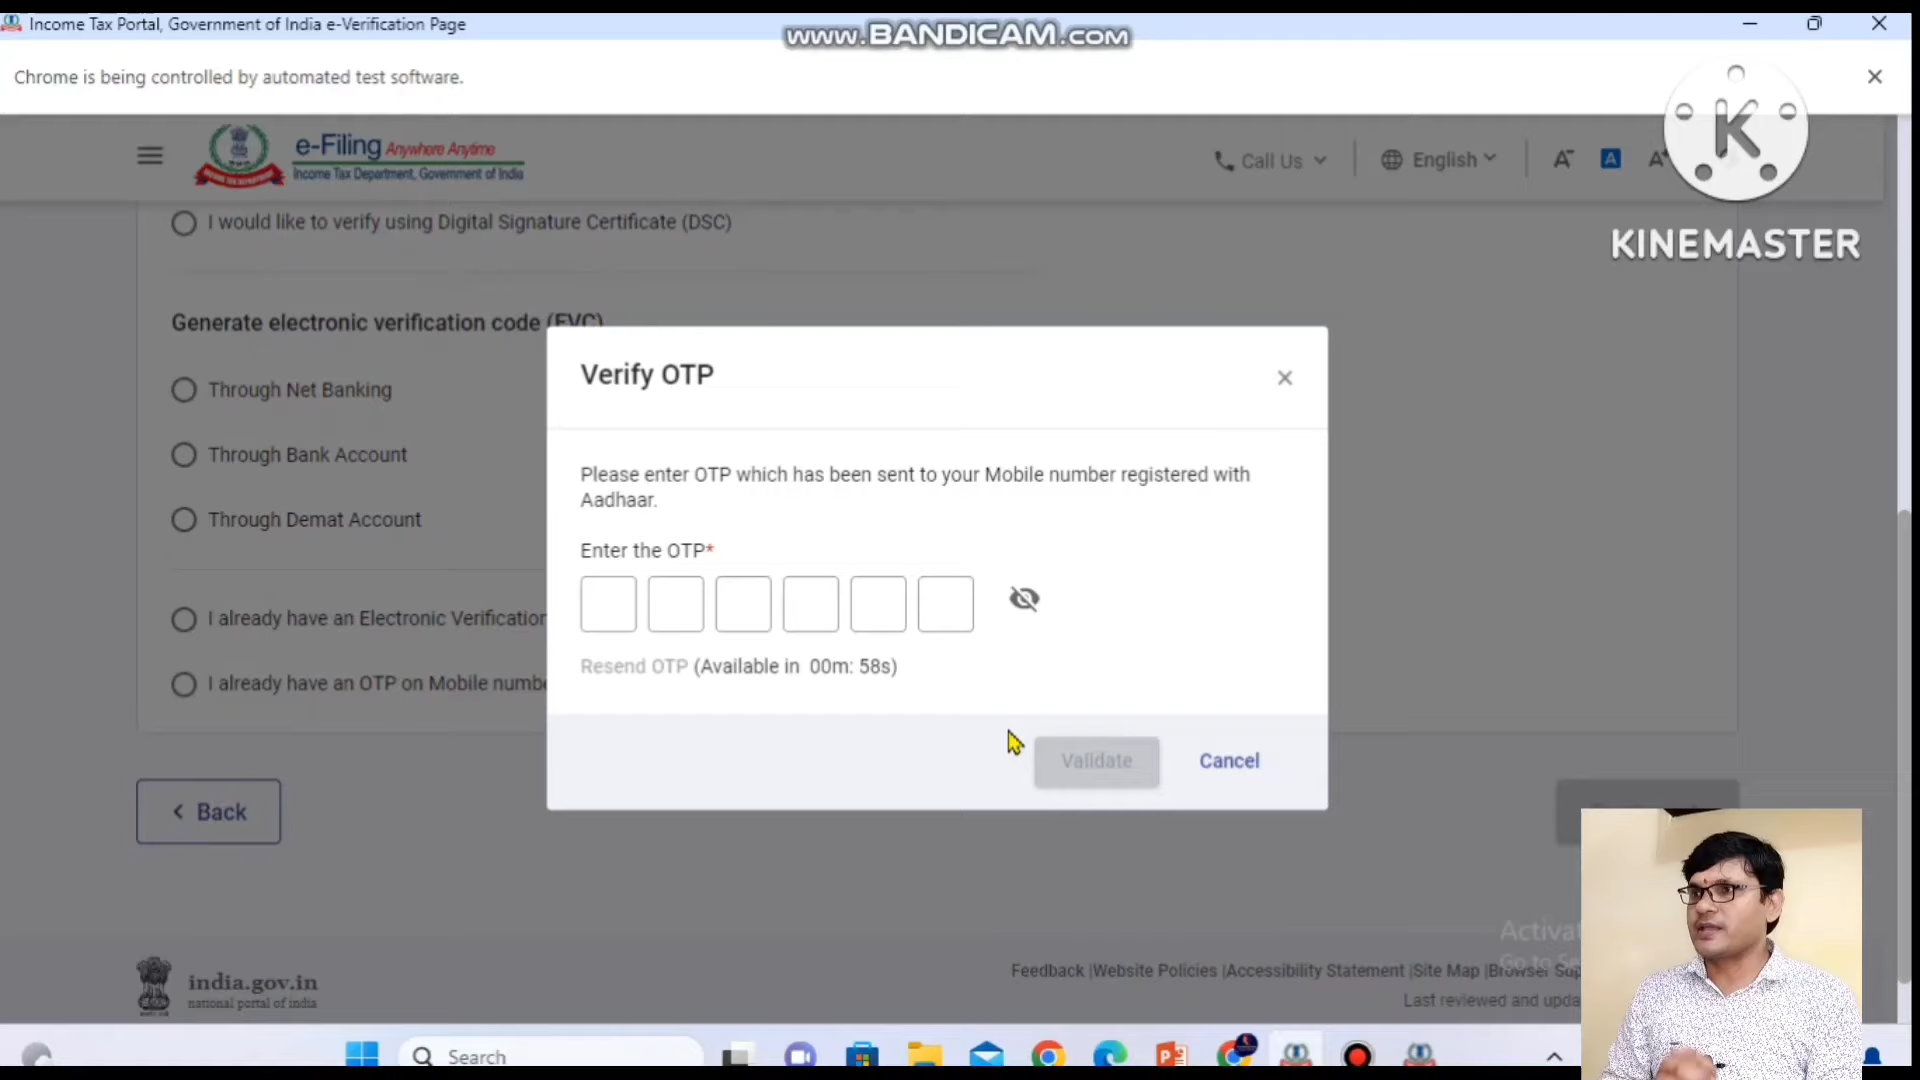 Income Tax Portal, Government of India e-Verification Page
www.BANDICAM.com
Chrome is being controlled by automated test software.
e-Filing Anywhere Anytime
Income Tax Department, Government of India
Call Us
English
A-
A
A+
K
KINEMASTER
I would like to verify using Digital Signature Certificate (DSC)
Generate electronic verification code (EVC)
Through Net Banking
Through Bank Account
Through Demat Account
I already have an Electronic Verification
I already have an OTP on Mobile numbe
Verify OTP
Please enter OTP which has been sent to your Mobile number registered with
Aadhaar.
Enter the OTP*
Resend OTP (Available in 00m: 58s)
Validate
Cancel
Back
india.gov.in
national portal of india
Feedback |Website Policies |Accessibility Statement |Site Map |Browser Sup
Last reviewed and upda
Activat
Go to Se
Search